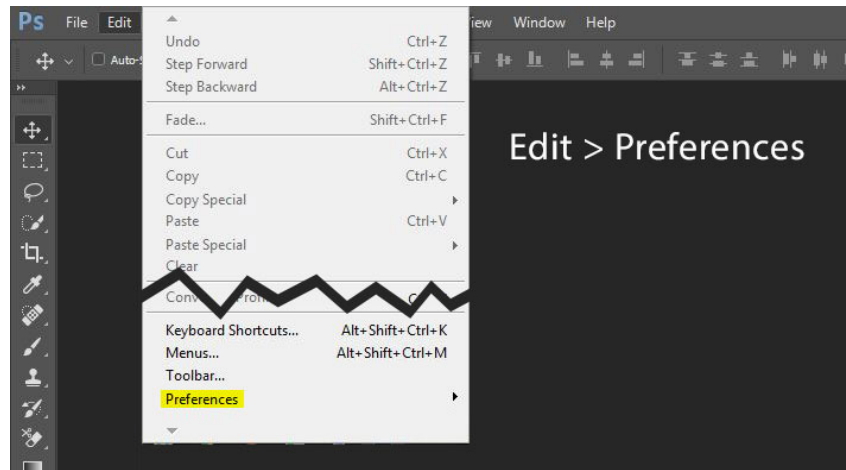 Ps File Edit View Window Help
Auto-S
Undo Ctrl+Z
Step Forward Shift+Ctrl+Z
Step Backward Alt+Ctrl+Z
Fade... Shift+Ctrl+F
Edit > Preferences
Cut Ctrl+X
Copy Ctrl+C
Copy Special
Paste Ctrl+V
Paste Special
Clear
Keyboard Shortcuts... Alt+Shift+Ctrl+K
Menus... Alt+Shift+Ctrl+M
Toolbar...
Preferences